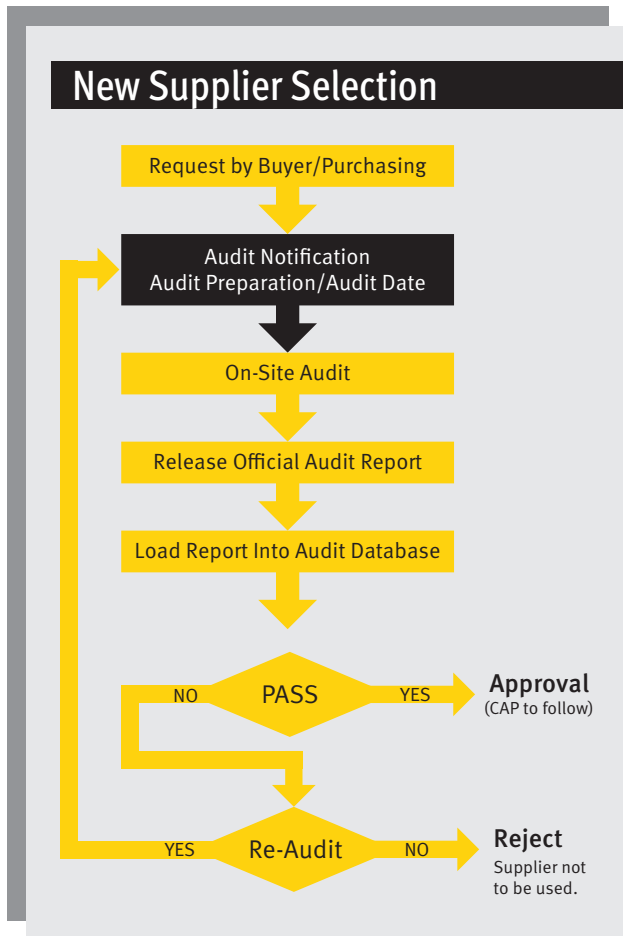 New Supplier Selection
Request by Buyer/Purchasing
Audit Notification
Audit Preparation/Audit Date
On-Site Audit
Release Official Audit Report
Load Report Into Audit Database
NO
PASS
YES
Approval
(CAP to follow)
YES
Re-Audit
NO
Reject
Supplier not
to be used.